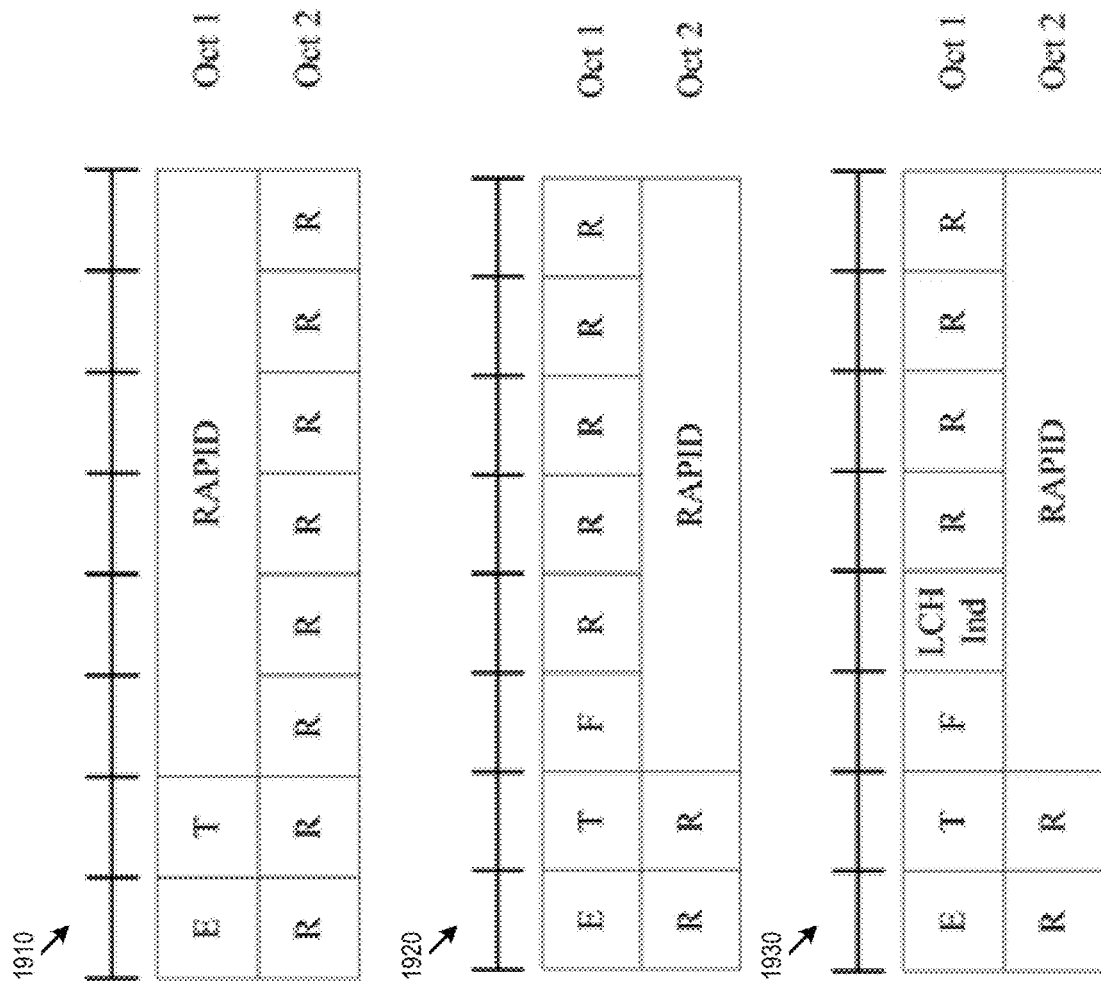 1910
E T RAPID Oct 1
R R R R R R R R Oct 2
1920
E T F R R R R R Oct 1
R R RAPID Oct 2
1930
E T F LCH Ind R R R R Oct 1
R R RAPID Oct 2